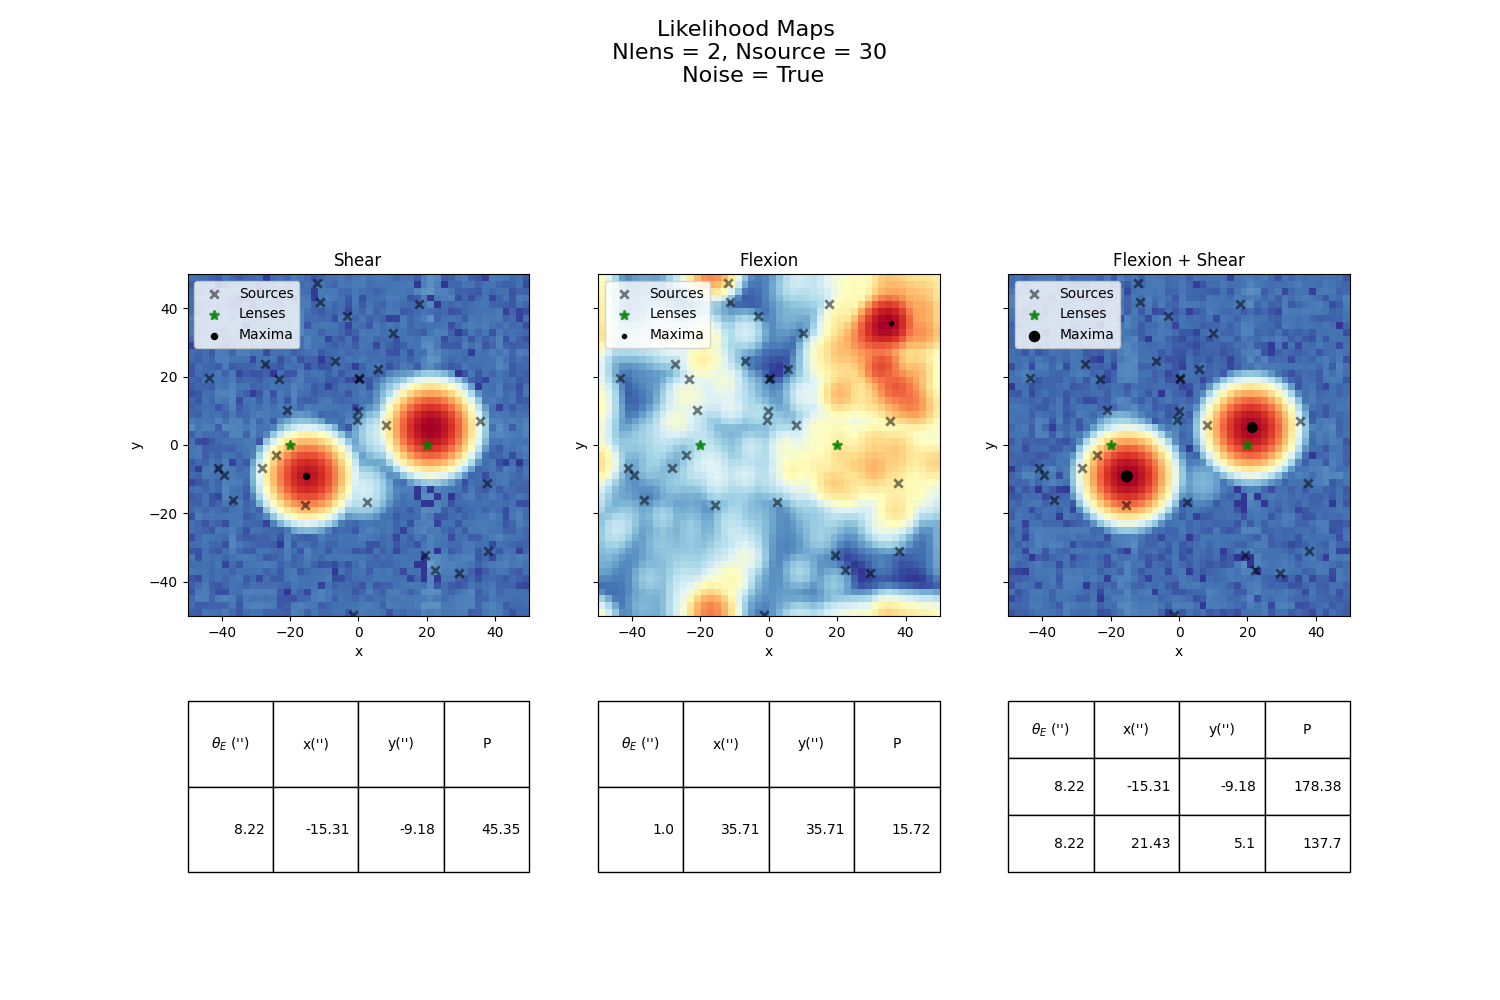 Likelihood Maps
Nlens = 2, Nsource = 30
Noise = True
Shear
Flexion
Flexion + Shear
Sources
Lenses
Maxima
Sources
Lenses
Maxima
Sources
Lenses
Maxima
y
40
20
0
−20
−40
−40 −20 0 20 40
x
y
−40 −20 0 20 40
x
y
−40 −20 0 20 40
x
θ_E ('') x('') y('') P
8.22 -15.31 -9.18 45.35
θ_E ('') x('') y('') P
1.0 35.71 35.71 15.72
θ_E ('') x('') y('') P
8.22 -15.31 -9.18 178.38
8.22 21.43 5.1 137.7